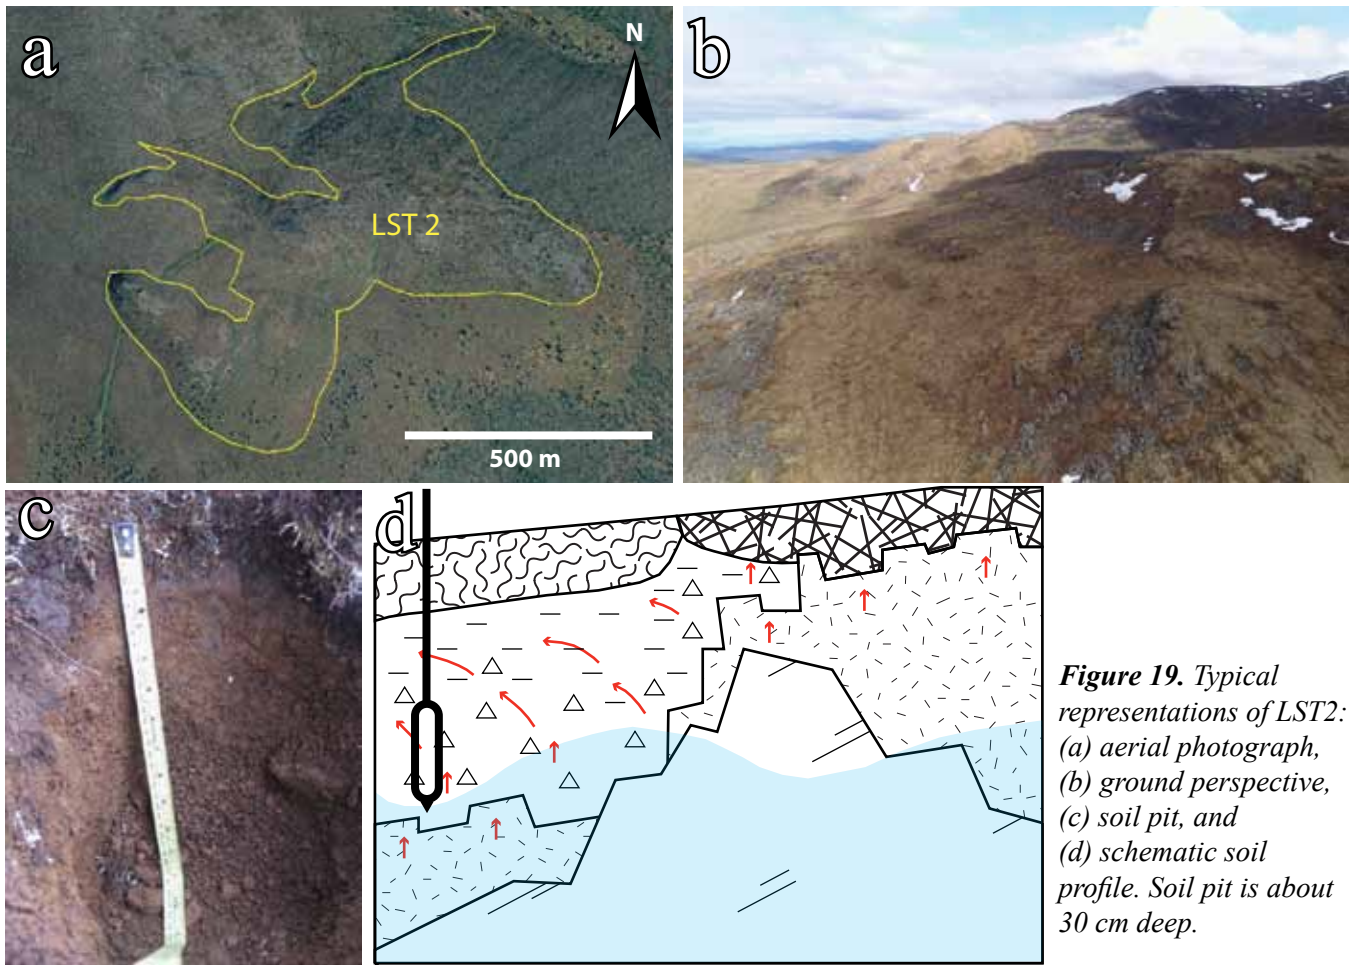 a
N
LST 2
500 m
b
c
d
Figure 19. Typical
representations of LST2:
(a) aerial photograph,
(b) ground perspective,
(c) soil pit, and
(d) schematic soil
profile. Soil pit is about
30 cm deep.